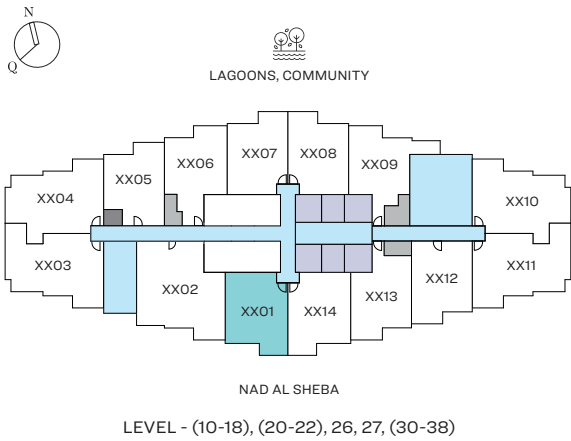 N
Q
LAGOONS, COMMUNITY
XX07 XX08
XX06 XX09
XX05
XX04 XX10
XX03 XX11
XX02 XX12
XX13
XX01 XX14
NAD AL SHEBA
LEVEL - (10-18), (20-22), 26, 27, (30-38)